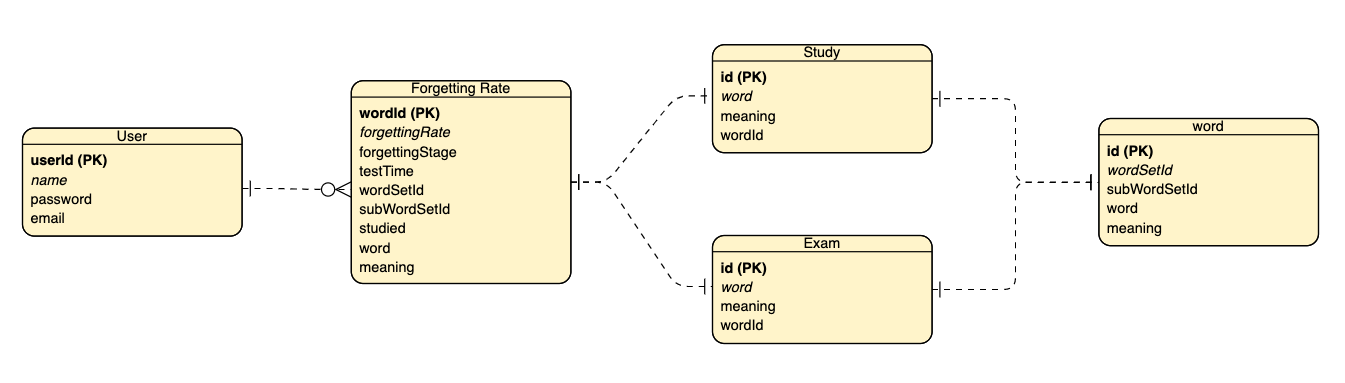 User
userId (PK)
name
password
email
Forgetting Rate
wordId (PK)
forgettingRate
forgettingStage
testTime
wordSetId
subWordSetId
studied
word
meaning
Study
id (PK)
word
meaning
wordId
Exam
id (PK)
word
meaning
wordId
word
id (PK)
wordSetId
subWordSetId
word
meaning